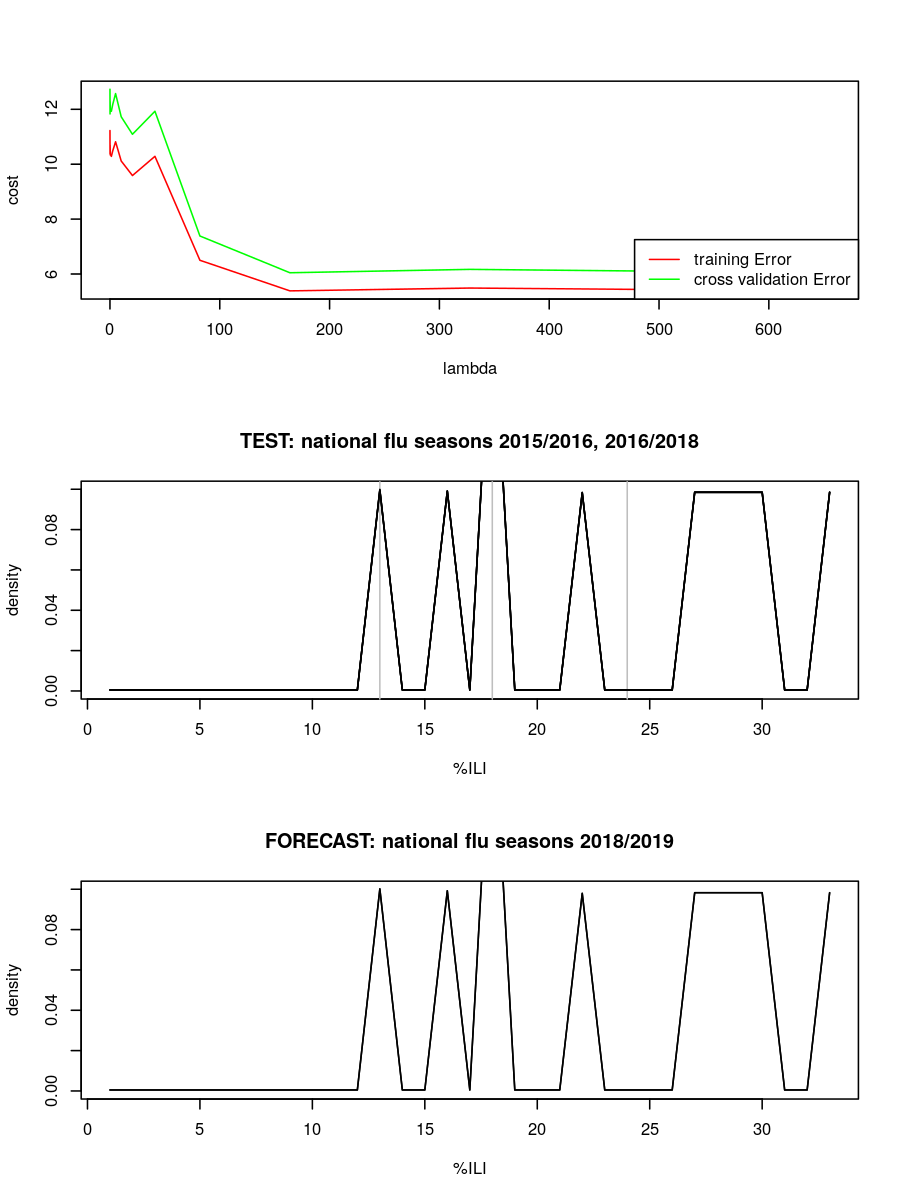 cost
12
10
8
6
training Error
cross validation Error
0 100 200 300 400 500 600
lambda
TEST: national flu seasons 2015/2016, 2016/2018
density
0.08
0.04
0.00
0 5 10 15 20 25 30
%ILI
FORECAST: national flu seasons 2018/2019
density
0.08
0.04
0.00
0 5 10 15 20 25 30
%ILI